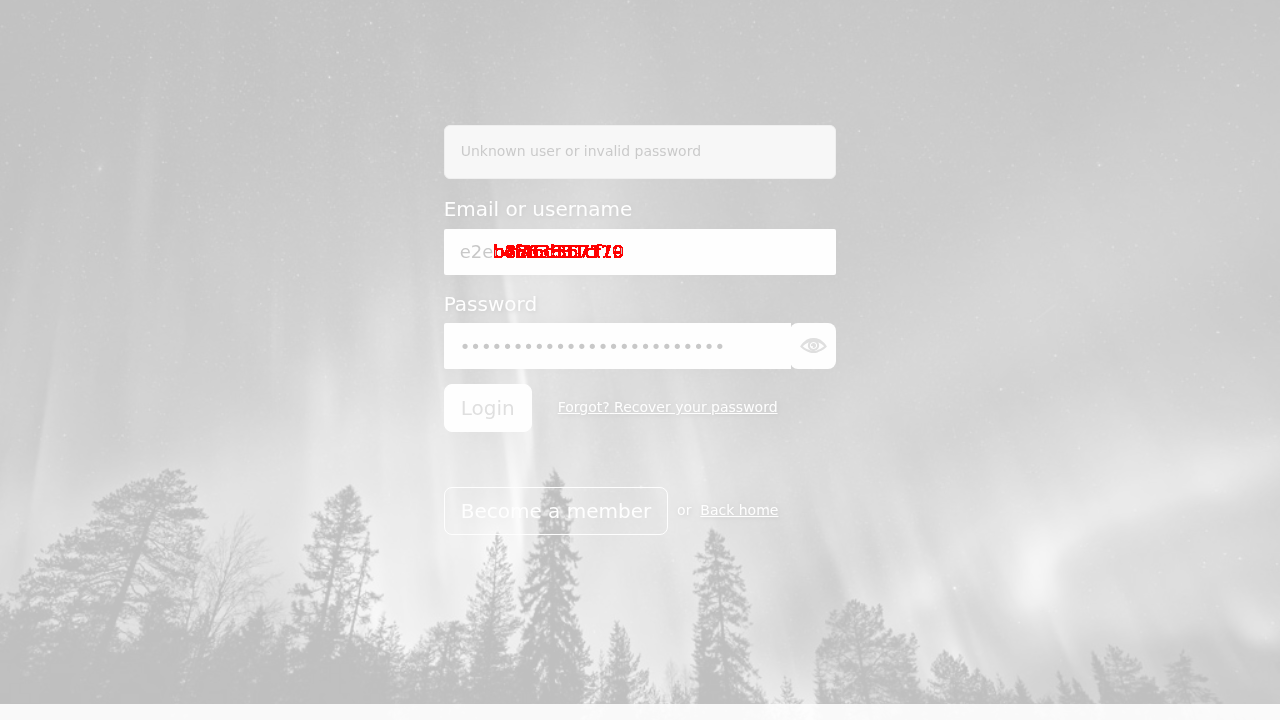 Unknown user or invalid password
Email or username
e2e
Password
Login
Forgot? Recover your password
Become a member
or Back home